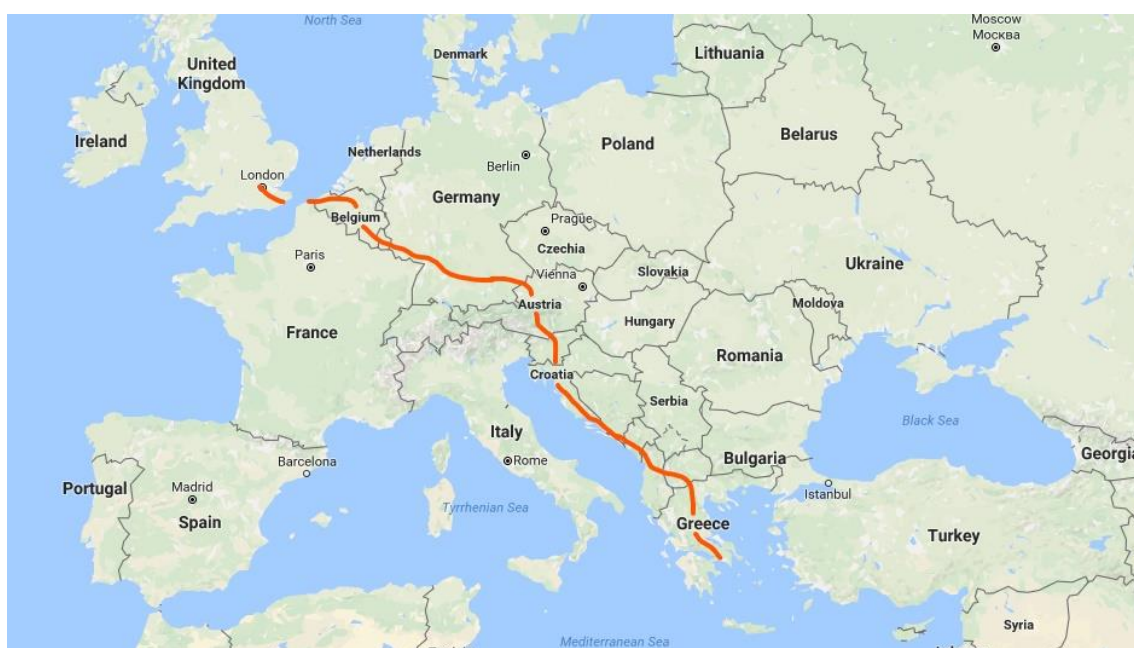 North Sea
Moscow
Москва
Denmark
Lithuania
United
Kingdom
Ireland
Belarus
Poland
Netherlands
Berlin
London
Germany
Belgium
Prague
Czechia
Paris
Ukraine
Slovakia
Vienna
Austria
Moldova
Hungary
France
Romania
Croatia
Serbia
Black Sea
Italy
Georgia
Bulgaria
Barcelona
Rome
Portugal
Madrid
Istanbul
Tyrrhenian Sea
Spain
Greece
Turkey
Syria
Mediterranean Sea